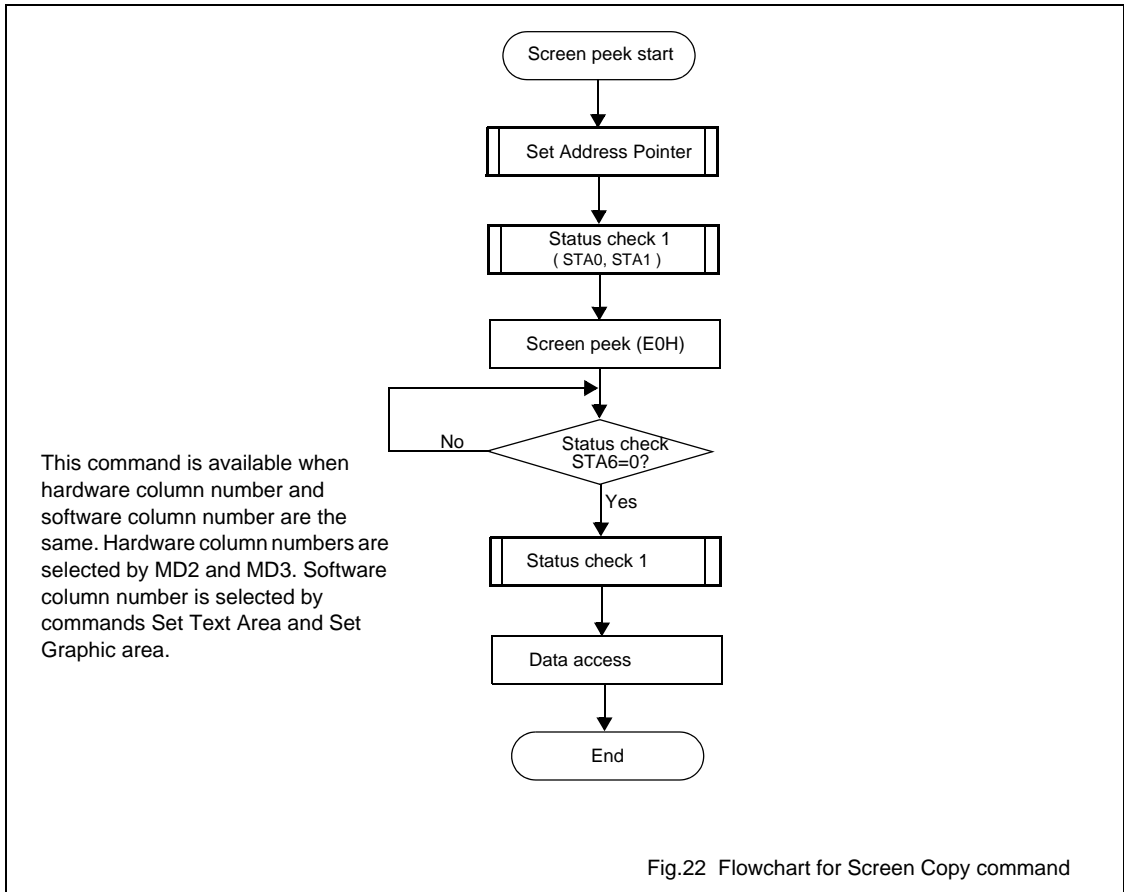 Screen peek start
Set Address Pointer
Status check 1
( STA0, STA1 )
Screen peek (E0H)
No
Status check
STA6=0?
Yes
Status check 1
Data access
End
This command is available when
hardware column number and
software column number are the
same. Hardware column numbers are
selected by MD2 and MD3. Software
column number is selected by
commands Set Text Area and Set
Graphic area.
Fig.22 Flowchart for Screen Copy command